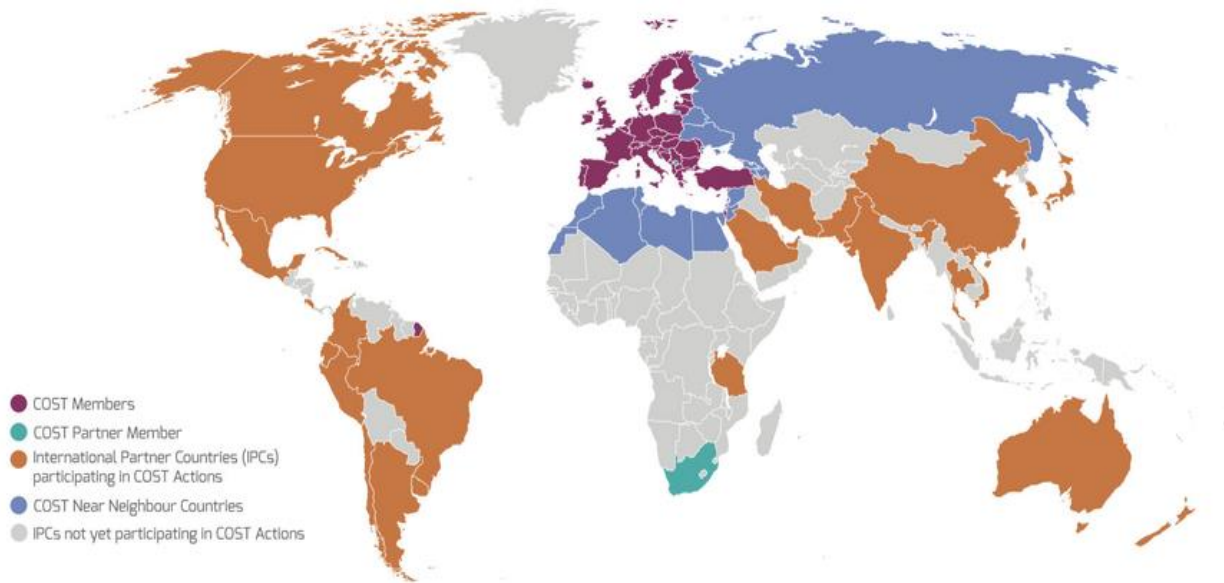 COST Members
COST Partner Member
International Partner Countries (IPCs)
participating in COST Actions
COST Near Neighbour Countries
IPCs not yet participating in COST Actions